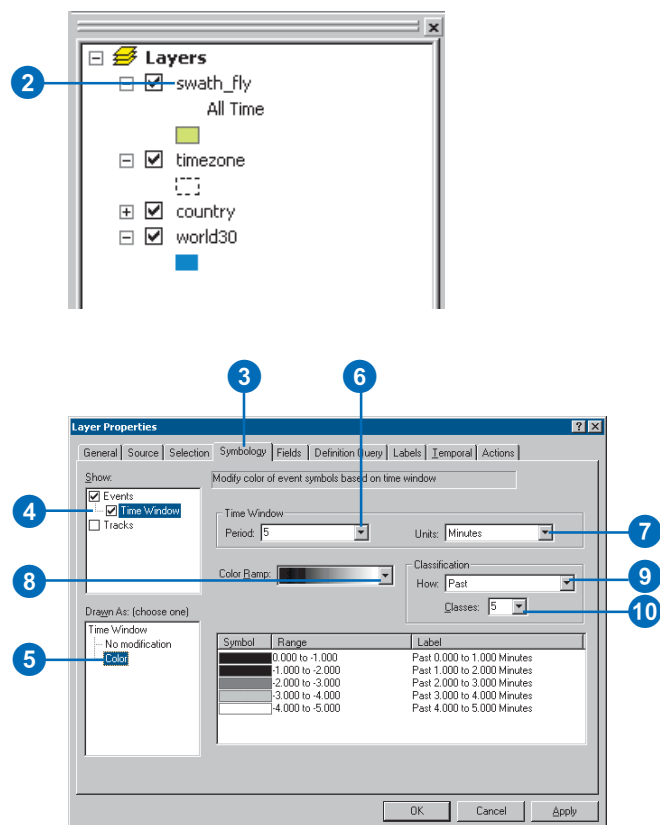 Layers
2
swath_fly
All Time
timezone
country
world30
3
6
Layer Properties
General Source Selection Symbology Fields Definition Query Labels Temporal Actions
Show:
Modify color of event symbols based on time window
4
Events
Time Window
Tracks
Time Window
Period: 5
Units: Minutes
7
8
Color Ramp:
Classification
How: Past
9
Classes: 5
10
Drawn As: (choose one)
Time Window
No modification
5
Color
Symbol Range Label
0.000 to -1.000 Past 0.000 to 1.000 Minutes
-1.000 to -2.000 Past 1.000 to 2.000 Minutes
-2.000 to -3.000 Past 2.000 to 3.000 Minutes
-3.000 to -4.000 Past 3.000 to 4.000 Minutes
-4.000 to -5.000 Past 4.000 to 5.000 Minutes
OK Cancel Apply